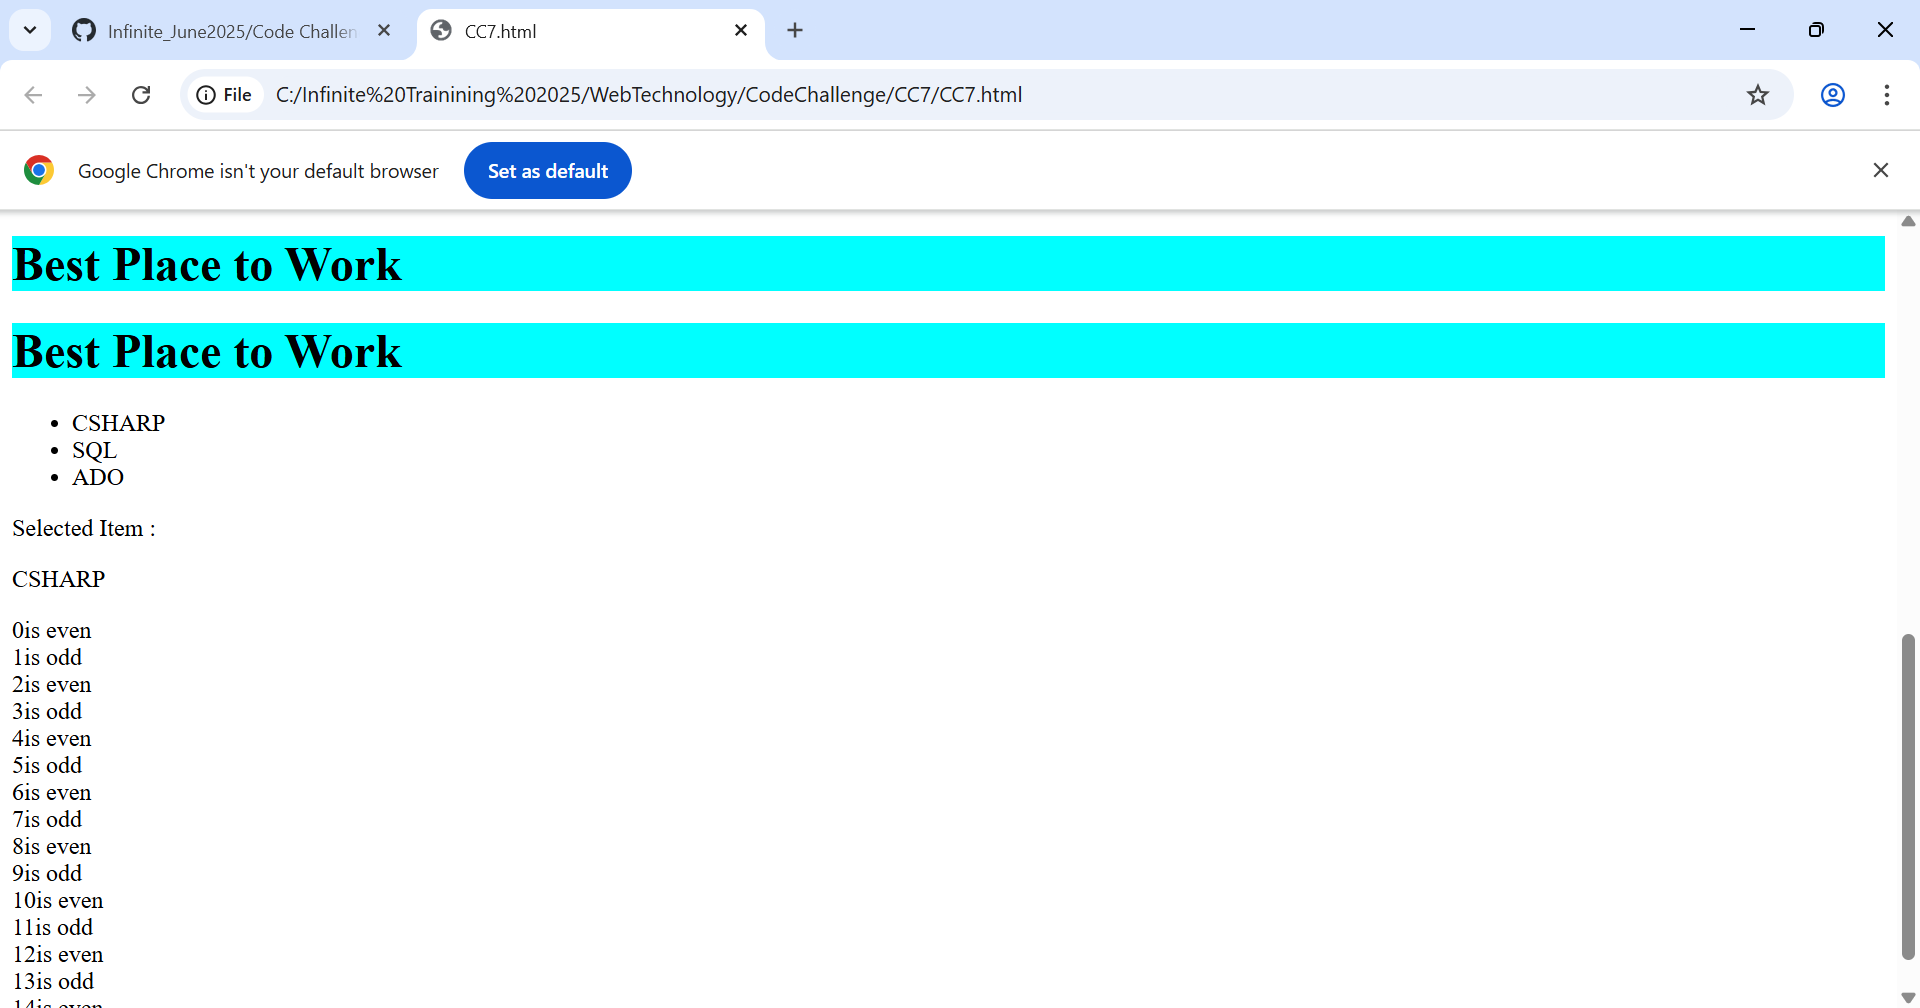 Infinite_June2025/Code Challen
CC7.html
File
C:/Infinite%20Trainining%202025/WebTechnology/CodeChallenge/CC7/CC7.html
Google Chrome isn't your default browser
Set as default
Best Place to Work
Best Place to Work
• CSHARP
• SQL
• ADO
Selected Item :
CSHARP
0is even
1is odd
2is even
3is odd
4is even
5is odd
6is even
7is odd
8is even
9is odd
10is even
11is odd
12is even
13is odd
14is even